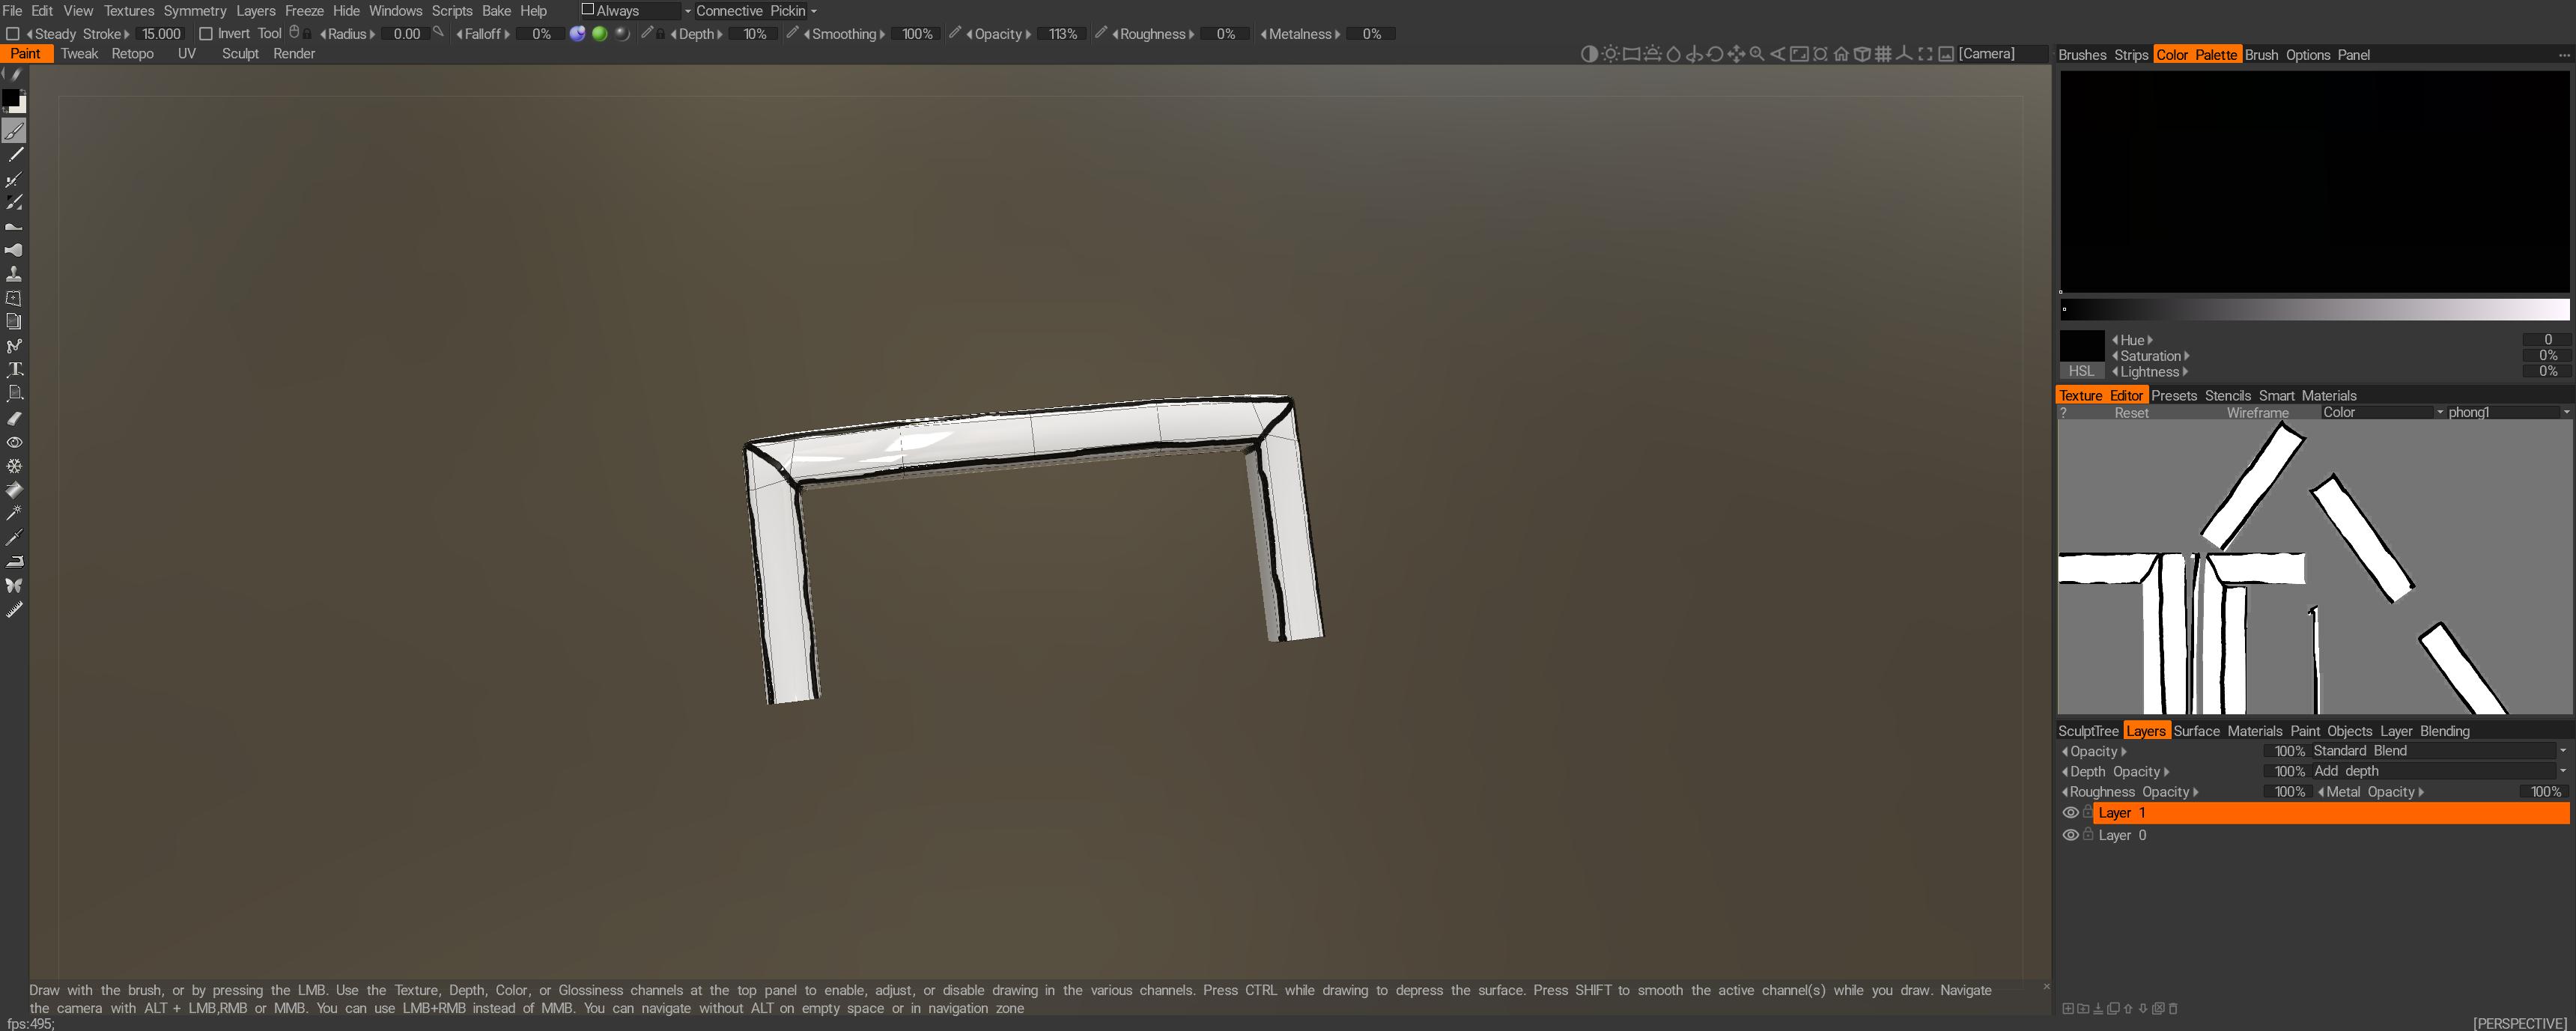 File Edit View Textures Symmetry Layers Freeze Hide Windows Scripts Bake Help Always Connective Pickin
Steady Stroke 15.000 Invert Tool Radius 0.00 Falloff 0% Depth 10% Smoothing 100% Opacity 113% Roughness 0% Metalness 0%
Paint Tweak Retopo UV Sculpt Render [Camera]
Brushes Strips Color Palette Brush Options Panel
Hue 0
Saturation 0%
HSL Lightness 0%
Texture Editor Presets Stencils Smart Materials
? Reset Wireframe Color phong1
SculptTree Layers Surface Materials Paint Objects Layer Blending
Opacity 100% Standard Blend
Depth Opacity 100% Add depth
Roughness Opacity 100% Metal Opacity 100%
Layer 1
Layer 0
Draw with the brush, or by pressing the LMB. Use the Texture, Depth, Color, or Glossiness channels at the top panel to enable, adjust, or disable drawing in the various channels. Press CTRL while drawing to depress the surface. Press SHIFT to smooth the active channel(s) while you draw. Navigate
the camera with ALT + LMB,RMB or MMB. You can use LMB+RMB instead of MMB. You can navigate without ALT on empty space or in navigation zone
fps:495;
[PERSPECTIVE]